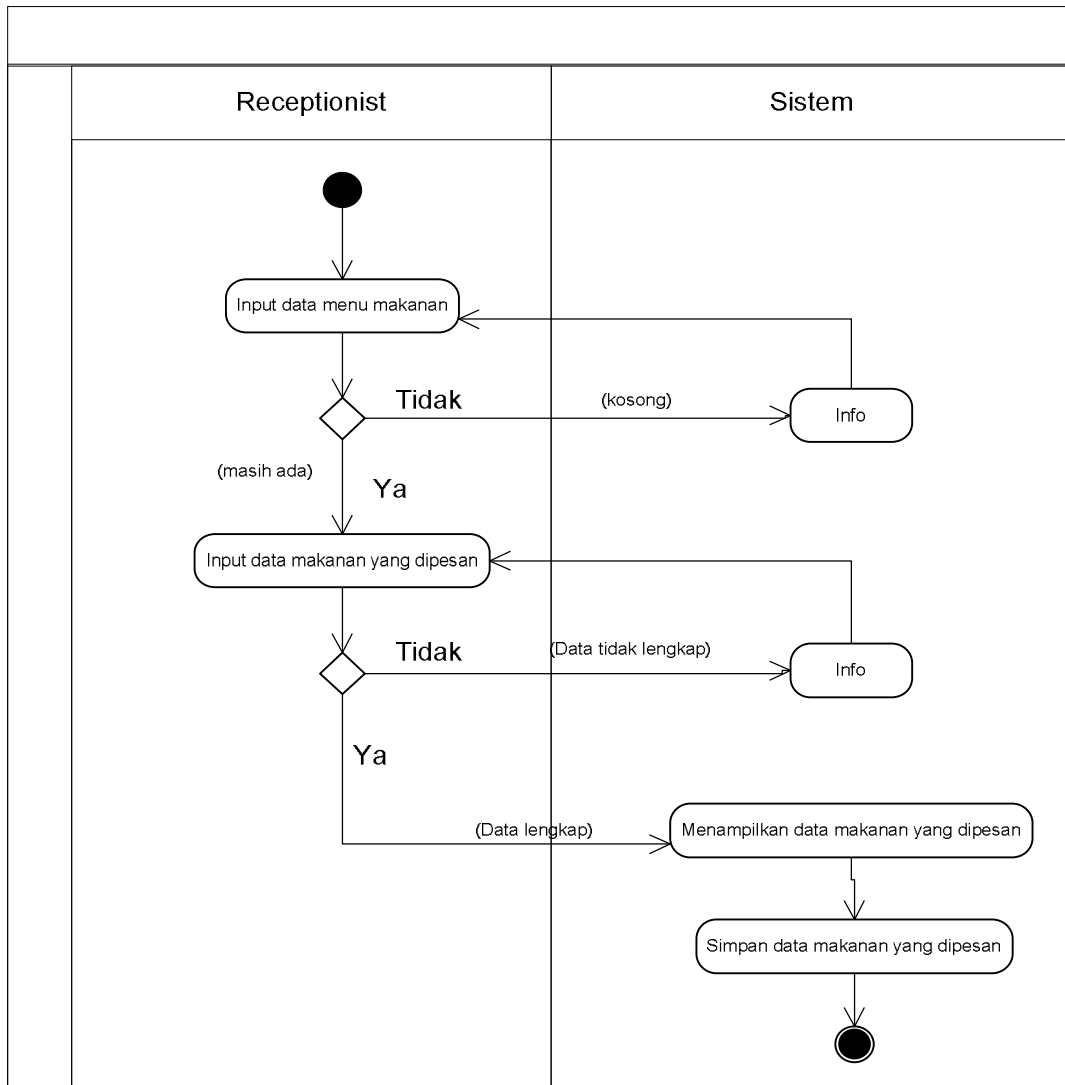 Receptionist
Sistem
Input data menu makanan
Tidak
(kosong)
Info
(masih ada)
Ya
Input data makanan yang dipesan
Tidak
(Data tidak lengkap)
Info
Ya
(Data lengkap)
Menampilkan data makanan yang dipesan
Simpan data makanan yang dipesan